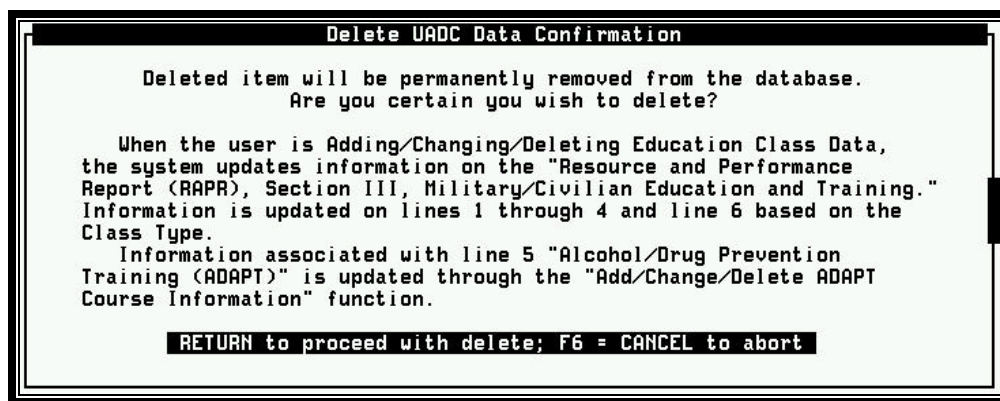 Delete UADC Data Confirmation
Deleted item will be permanently removed from the database.
Are you certain you wish to delete?
When the user is Adding/Changing/Deleting Education Class Data,
the system updates information on the "Resource and Performance
Report (RAPR), Section III, Military/Civilian Education and Training."
Information is updated on lines 1 through 4 and line 6 based on the
Class Type.
Information associated with line 5 "Alcohol/Drug Prevention
Training (ADAPT)" is updated through the "Add/Change/Delete ADAPT
Course Information" function.
RETURN to proceed with delete; F6 = CANCEL to abort